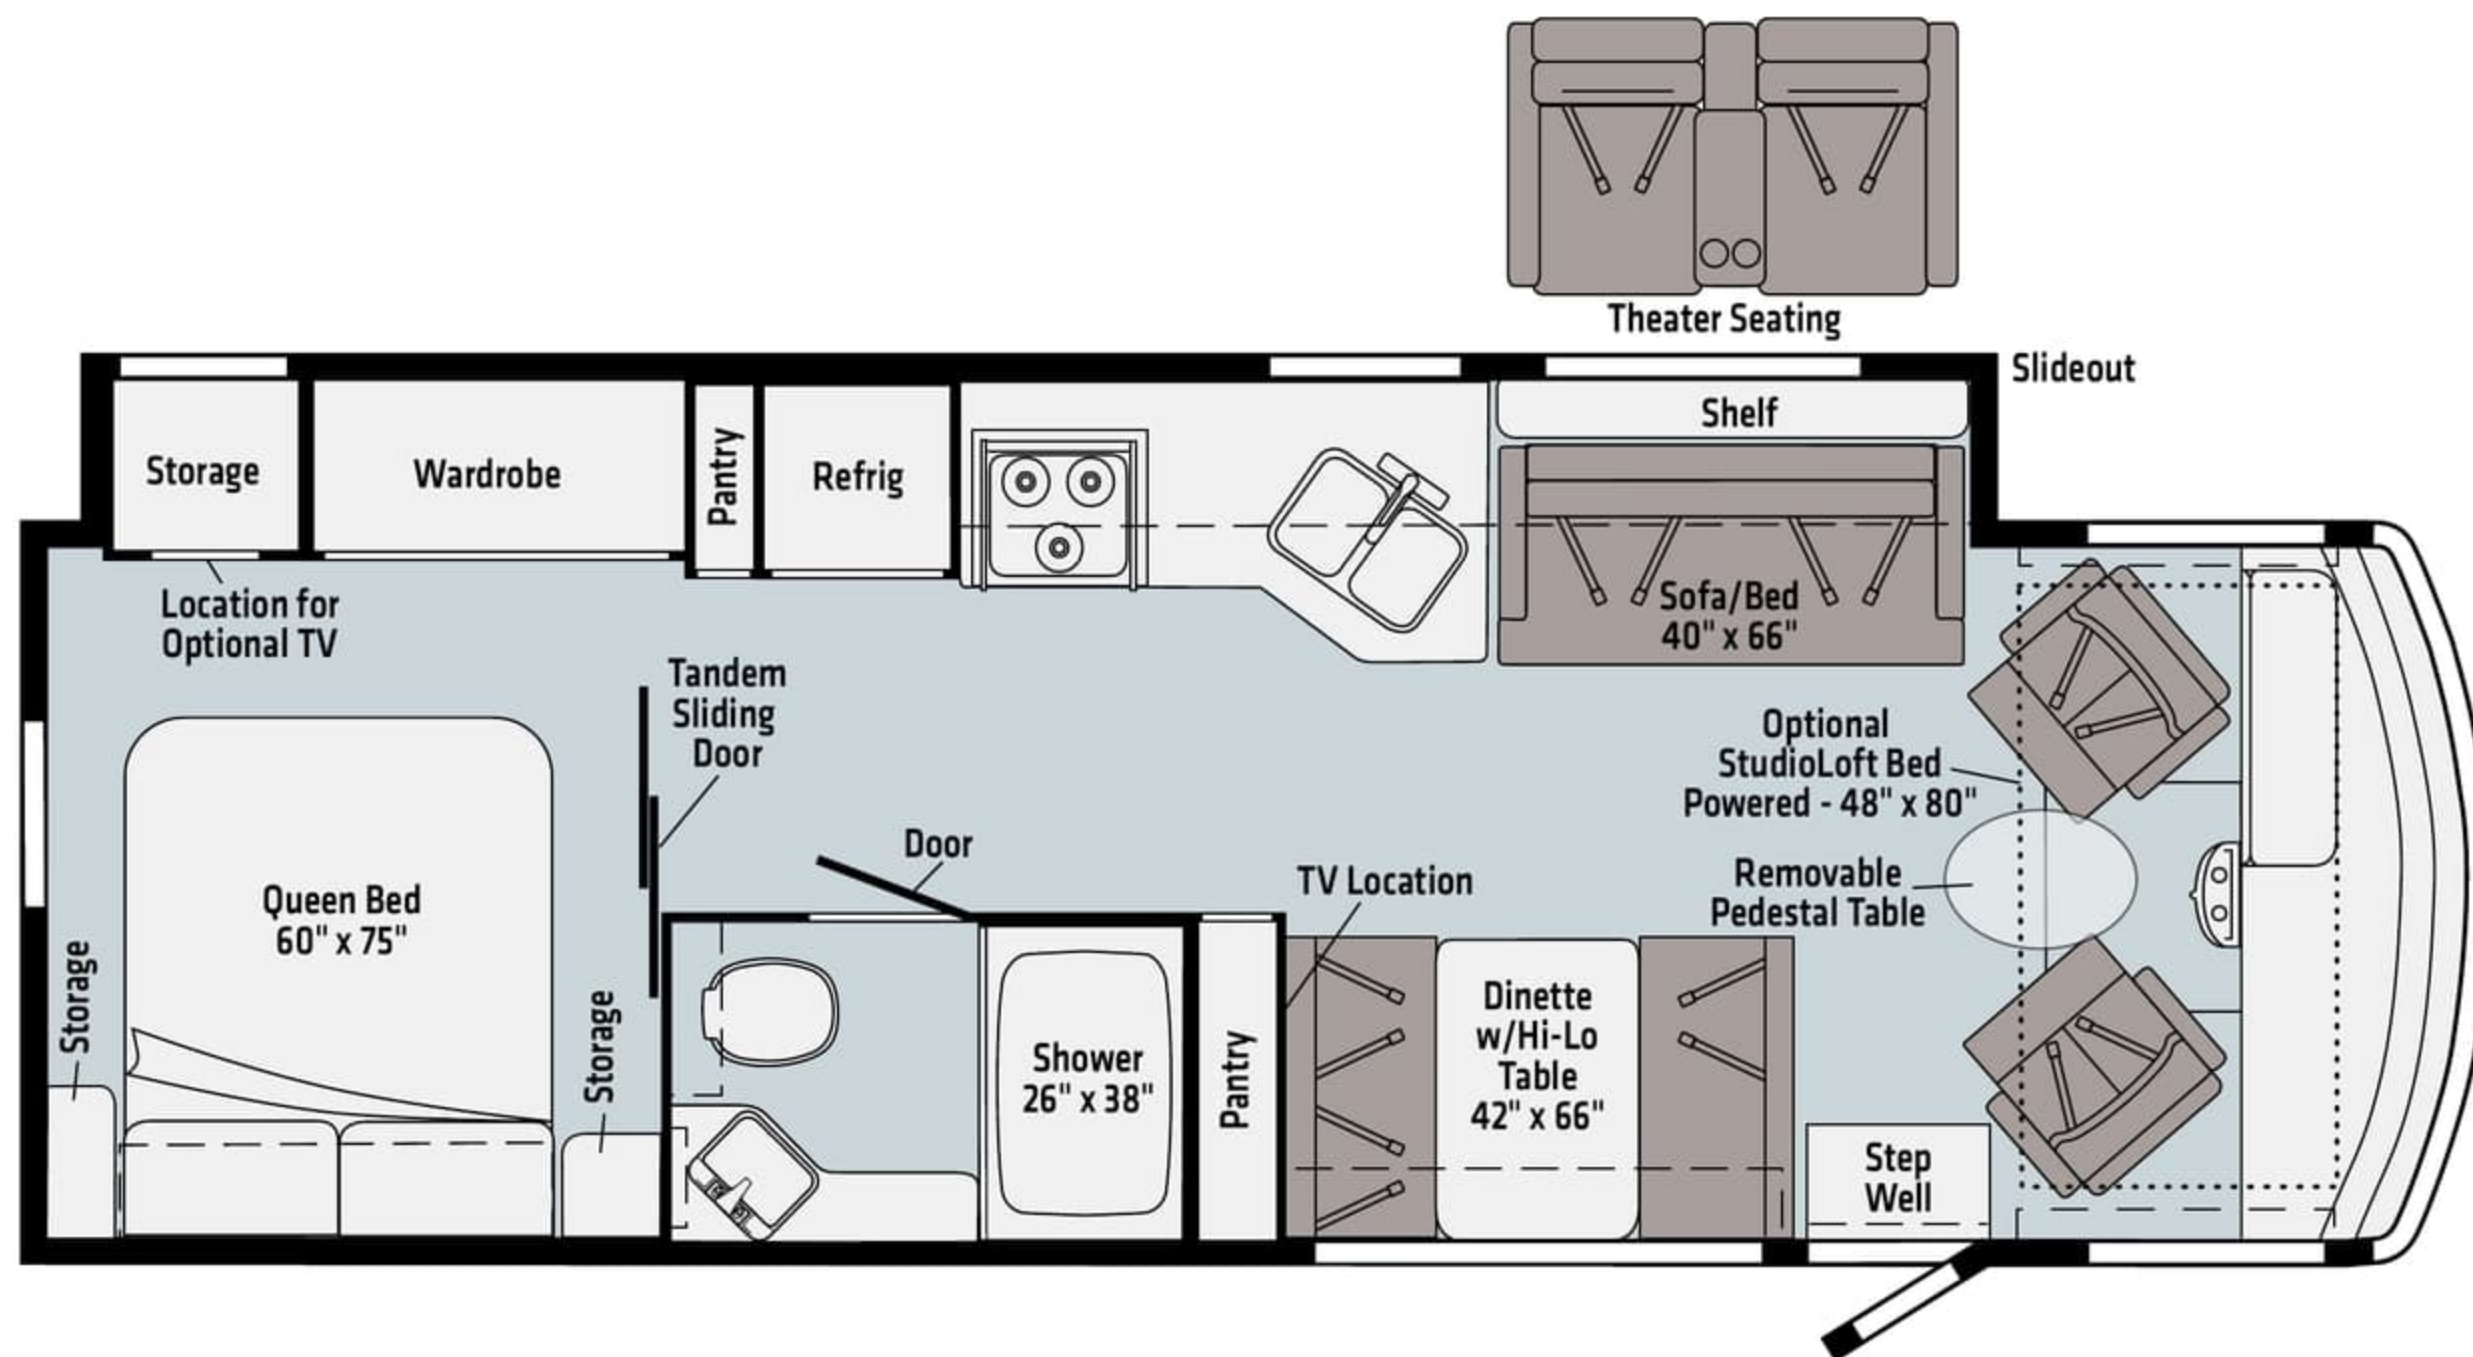 Theater Seating
Slideout
Shelf
Storage
Wardrobe
Pantry
Refrig
Sofa/Bed
40" x 66"
Location for
Optional TV
Tandem
Sliding
Door
Optional
StudioLoft Bed
Powered - 48" x 80"
Door
TV Location
Removable
Pedestal Table
Queen Bed
60" x 75"
Storage
Storage
Shower
26" x 38"
Pantry
Dinette
w/Hi-Lo
Table
42" x 66"
Step
Well